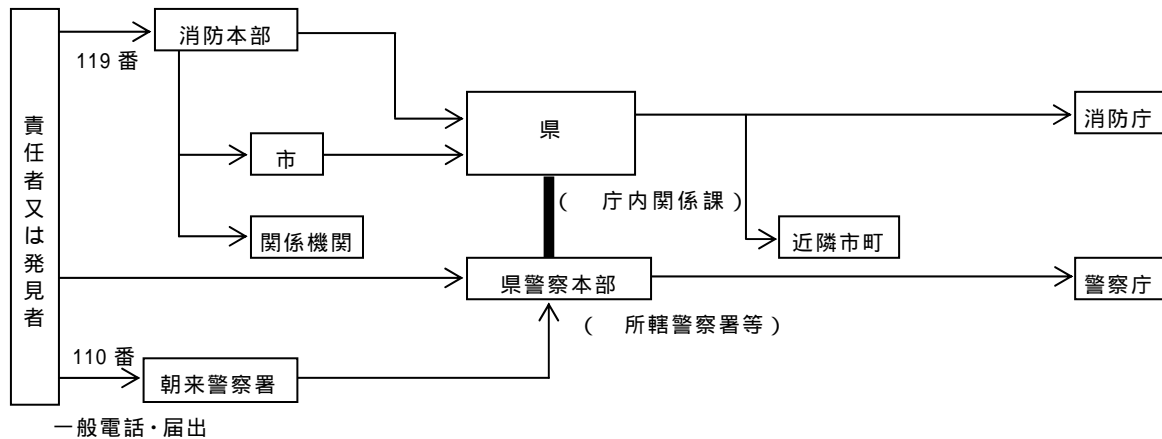 消防本部
119 番
責任者又は発見者
県
消防庁
市
( 庁内関係課 )
関係機関
近隣市町
県警察本部
警察庁
( 所轄警察署等 )
110 番
朝来警察署
一般電話・届出